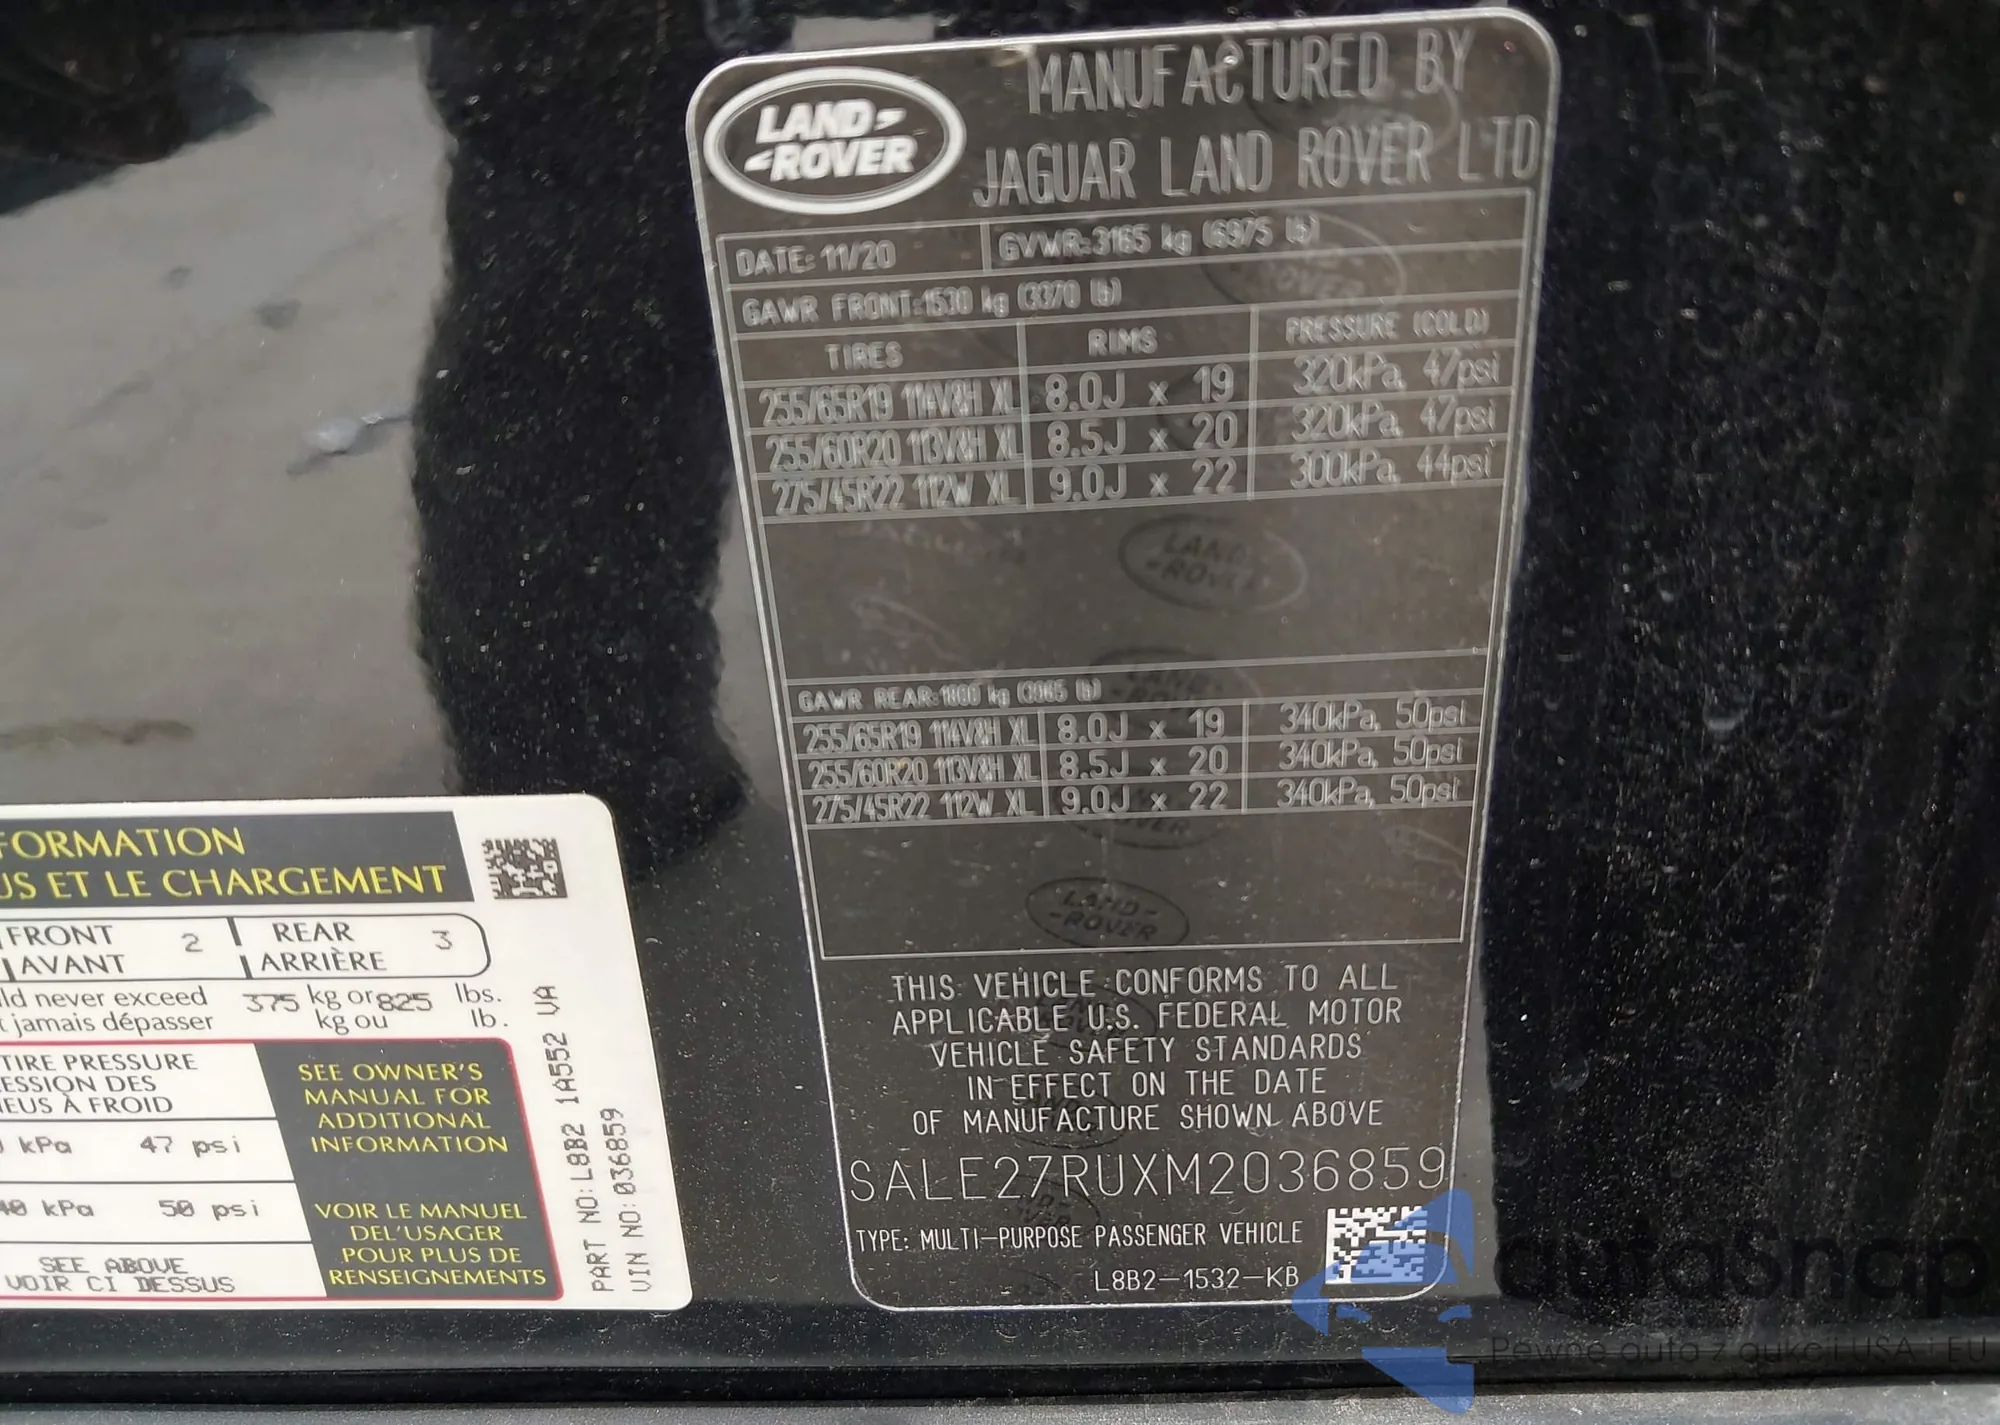 LAND-
-ROVER
MANUFACTURED BY
JAGUAR LAND ROVER LTD
DATE: 11/20
GVWR:3165 kg (6975 lb)
GAWR FRONT:1530 kg (3370 lb)
TIRES RIMS PRESSURE (COLD)
255/65R19 114V&H XL 8.0J x 19 320kPa, 47psi
255/60R20 113V&H XL 8.5J x 20 320kPa, 47psi
275/45R22 112W XL 9.0J x 22 300kPa, 44psi
GAWR REAR:1800 kg (3965 lb)
255/65R19 114V&H XL 8.0J x 19 340kPa, 50psi
255/60R20 113V&H XL 8.5J x 20 340kPa, 50psi
275/45R22 112W XL 9.0J x 22 340kPa, 50psi
THIS VEHICLE CONFORMS TO ALL
APPLICABLE U.S. FEDERAL MOTOR
VEHICLE SAFETY STANDARDS
IN EFFECT ON THE DATE
OF MANUFACTURE SHOWN ABOVE
SALE27RUXM2036859
TYPE: MULTI-PURPOSE PASSENGER VEHICLE
L8B2-1532-KB
FORMATION
US ET LE CHARGEMENT
FRONT 2 REAR 3
AVANT ARRIÈRE
ld never exceed 375 kg or 825 lbs.
t jamais dépasser kg ou lb.
TIRE PRESSURE
ESSION DES
NEUS À FROID
kPa 47 psi
40 kPa 50 psi
SEE ABOVE
VOIR CI DESSUS
SEE OWNER'S
MANUAL FOR
ADDITIONAL
INFORMATION
VOIR LE MANUEL
DEL'USAGER
POUR PLUS DE
RENSEIGNEMENTS
PART NO:L8B2 1A552 VA
VIN NO:036859
Pewne auto z aukcji USA i EU